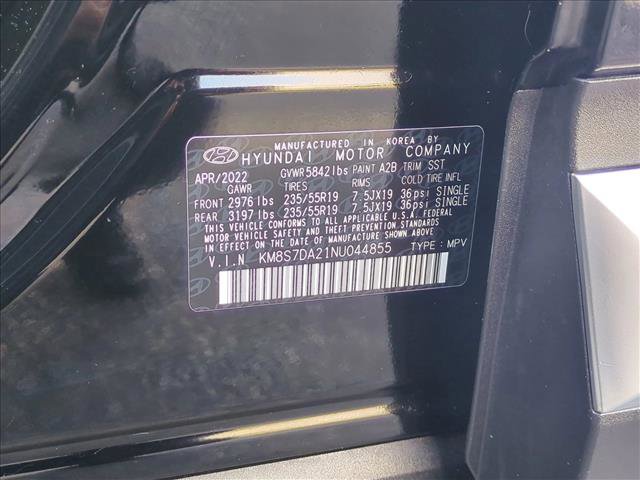 MANUFACTURED IN KOREA BY
HYUNDAI MOTOR COMPANY
APR/2022 GVWR 5842lbs PAINT A2B TRIM SST
GAWR TIRES RIMS COLD TIRE INFL
FRONT 2976lbs 235/55R19 7.5JX19 36psi SINGLE
REAR 3197lbs 235/55R19 7.5JX19 36psi SINGLE
THIS VEHICLE CONFORMS TO ALL APPLICABLE U.S.A. FEDERAL
MOTOR VEHICLE SAFETY STANDARDS IN EFFECT ON THE
DATE OF MANUFACTURE SHOWN ABOVE.
V.I.N KM8S7DA21NU044855 TYPE: MPV